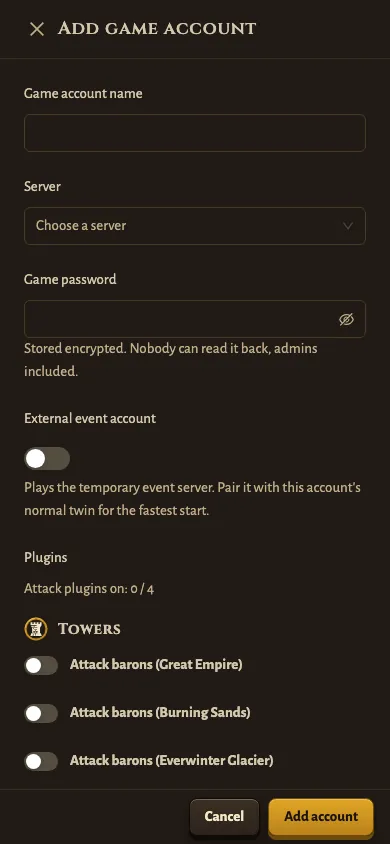 Add game account
Game account name
Server
Choose a server
Game password
Stored encrypted. Nobody can read it back, admins
included.
External event account
Plays the temporary event server. Pair it with this account's
normal twin for the fastest start.
Plugins
Attack plugins on: 0 / 4
Towers
Attack barons (Great Empire)
Attack barons (Burning Sands)
Attack barons (Everwinter Glacier)
Cancel
Add account